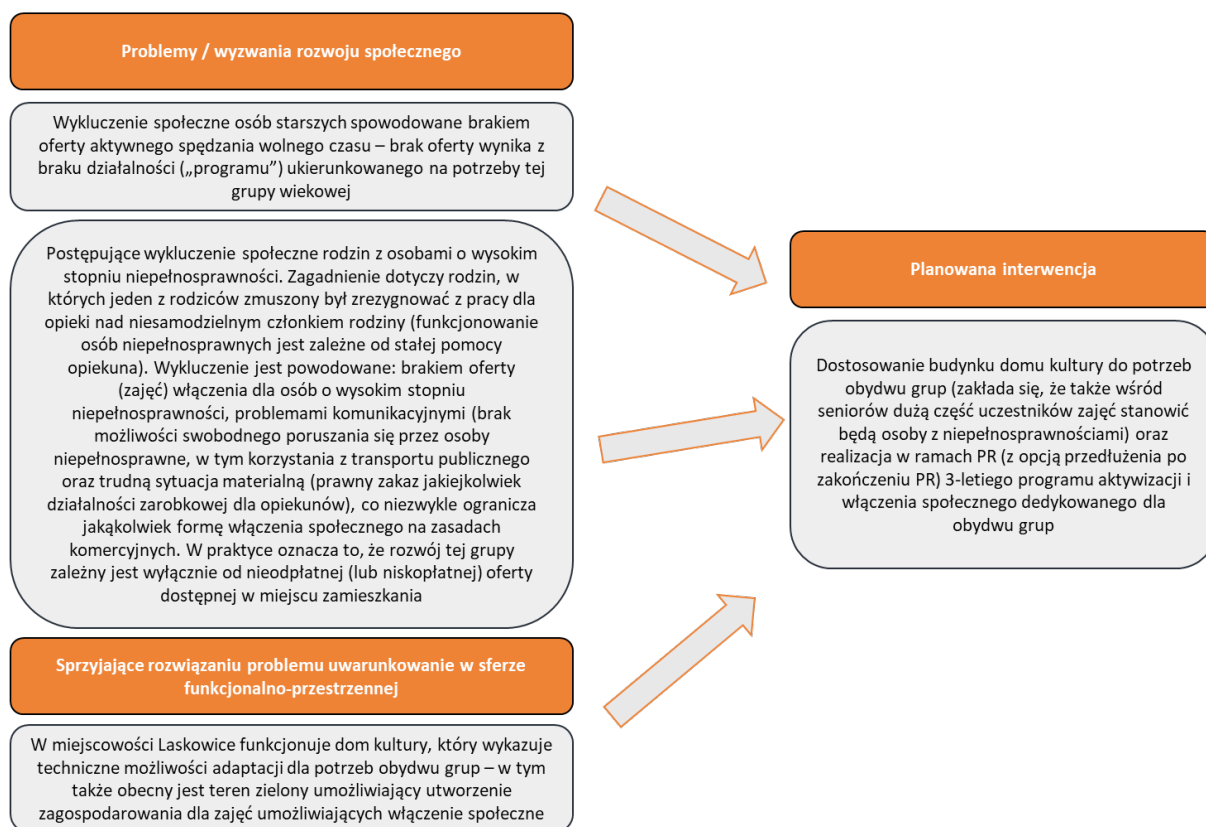 Problemy / wyzwania rozwoju społecznego
Wykluczenie społeczne osób starszych spowodowane brakiem
oferty aktywnego spędzania wolnego czasu – brak oferty wynika z
braku działalności („programu”) ukierunkowanego na potrzeby tej
grupy wiekowej
Postępujące wykluczenie społeczne rodzin z osobami o wysokim
stopniu niepełnosprawności. Zagadnienie dotyczy rodzin, w
których jeden z rodziców zmuszony był zrezygnować z pracy dla
opieki nad niesamodzielnym członkiem rodziny (funkcjonowanie
osób niepełnosprawnych jest zależne od stałej pomocy
opiekuna). Wykluczenie jest powodowane: brakiem oferty
(zajęć) włączenia dla osób o wysokim stopniu
niepełnosprawności, problemami komunikacyjnymi (brak
możliwości swobodnego poruszania się przez osoby
niepełnosprawne, w tym korzystania z transportu publicznego
oraz trudną sytuacja materialną (prawny zakaz jakiejkolwiek
działalności zarobkowej dla opiekunów), co niezwykle ogranicza
jakąkolwiek formę włączenia społecznego na zasadach
komercyjnych. W praktyce oznacza to, że rozwój tej grupy
zależny jest wyłącznie od nieodpłatnej (lub niskopłatnej) oferty
dostępnej w miejscu zamieszkania
Sprzyjające rozwiązaniu problemu uwarunkowanie w sferze
funkcjonalno-przestrzennej
W miejscowości Laskowice funkcjonuje dom kultury, który wykazuje
techniczne możliwości adaptacji dla potrzeb obydwu grup – w tym
także obecny jest teren zielony umożliwiający utworzenie
zagospodarowania dla zajęć umożliwiających włączenie społeczne
Planowana interwencja
Dostosowanie budynku domu kultury do potrzeb
obydwu grup (zakłada się, że także wśród
seniorów dużą część uczestników zajęć stanowić
będą osoby z niepełnosprawnościami) oraz
realizacja w ramach PR (z opcją przedłużenia po
zakończeniu PR) 3-letiego programu aktywizacji i
włączenia społecznego dedykowanego dla
obydwu grup